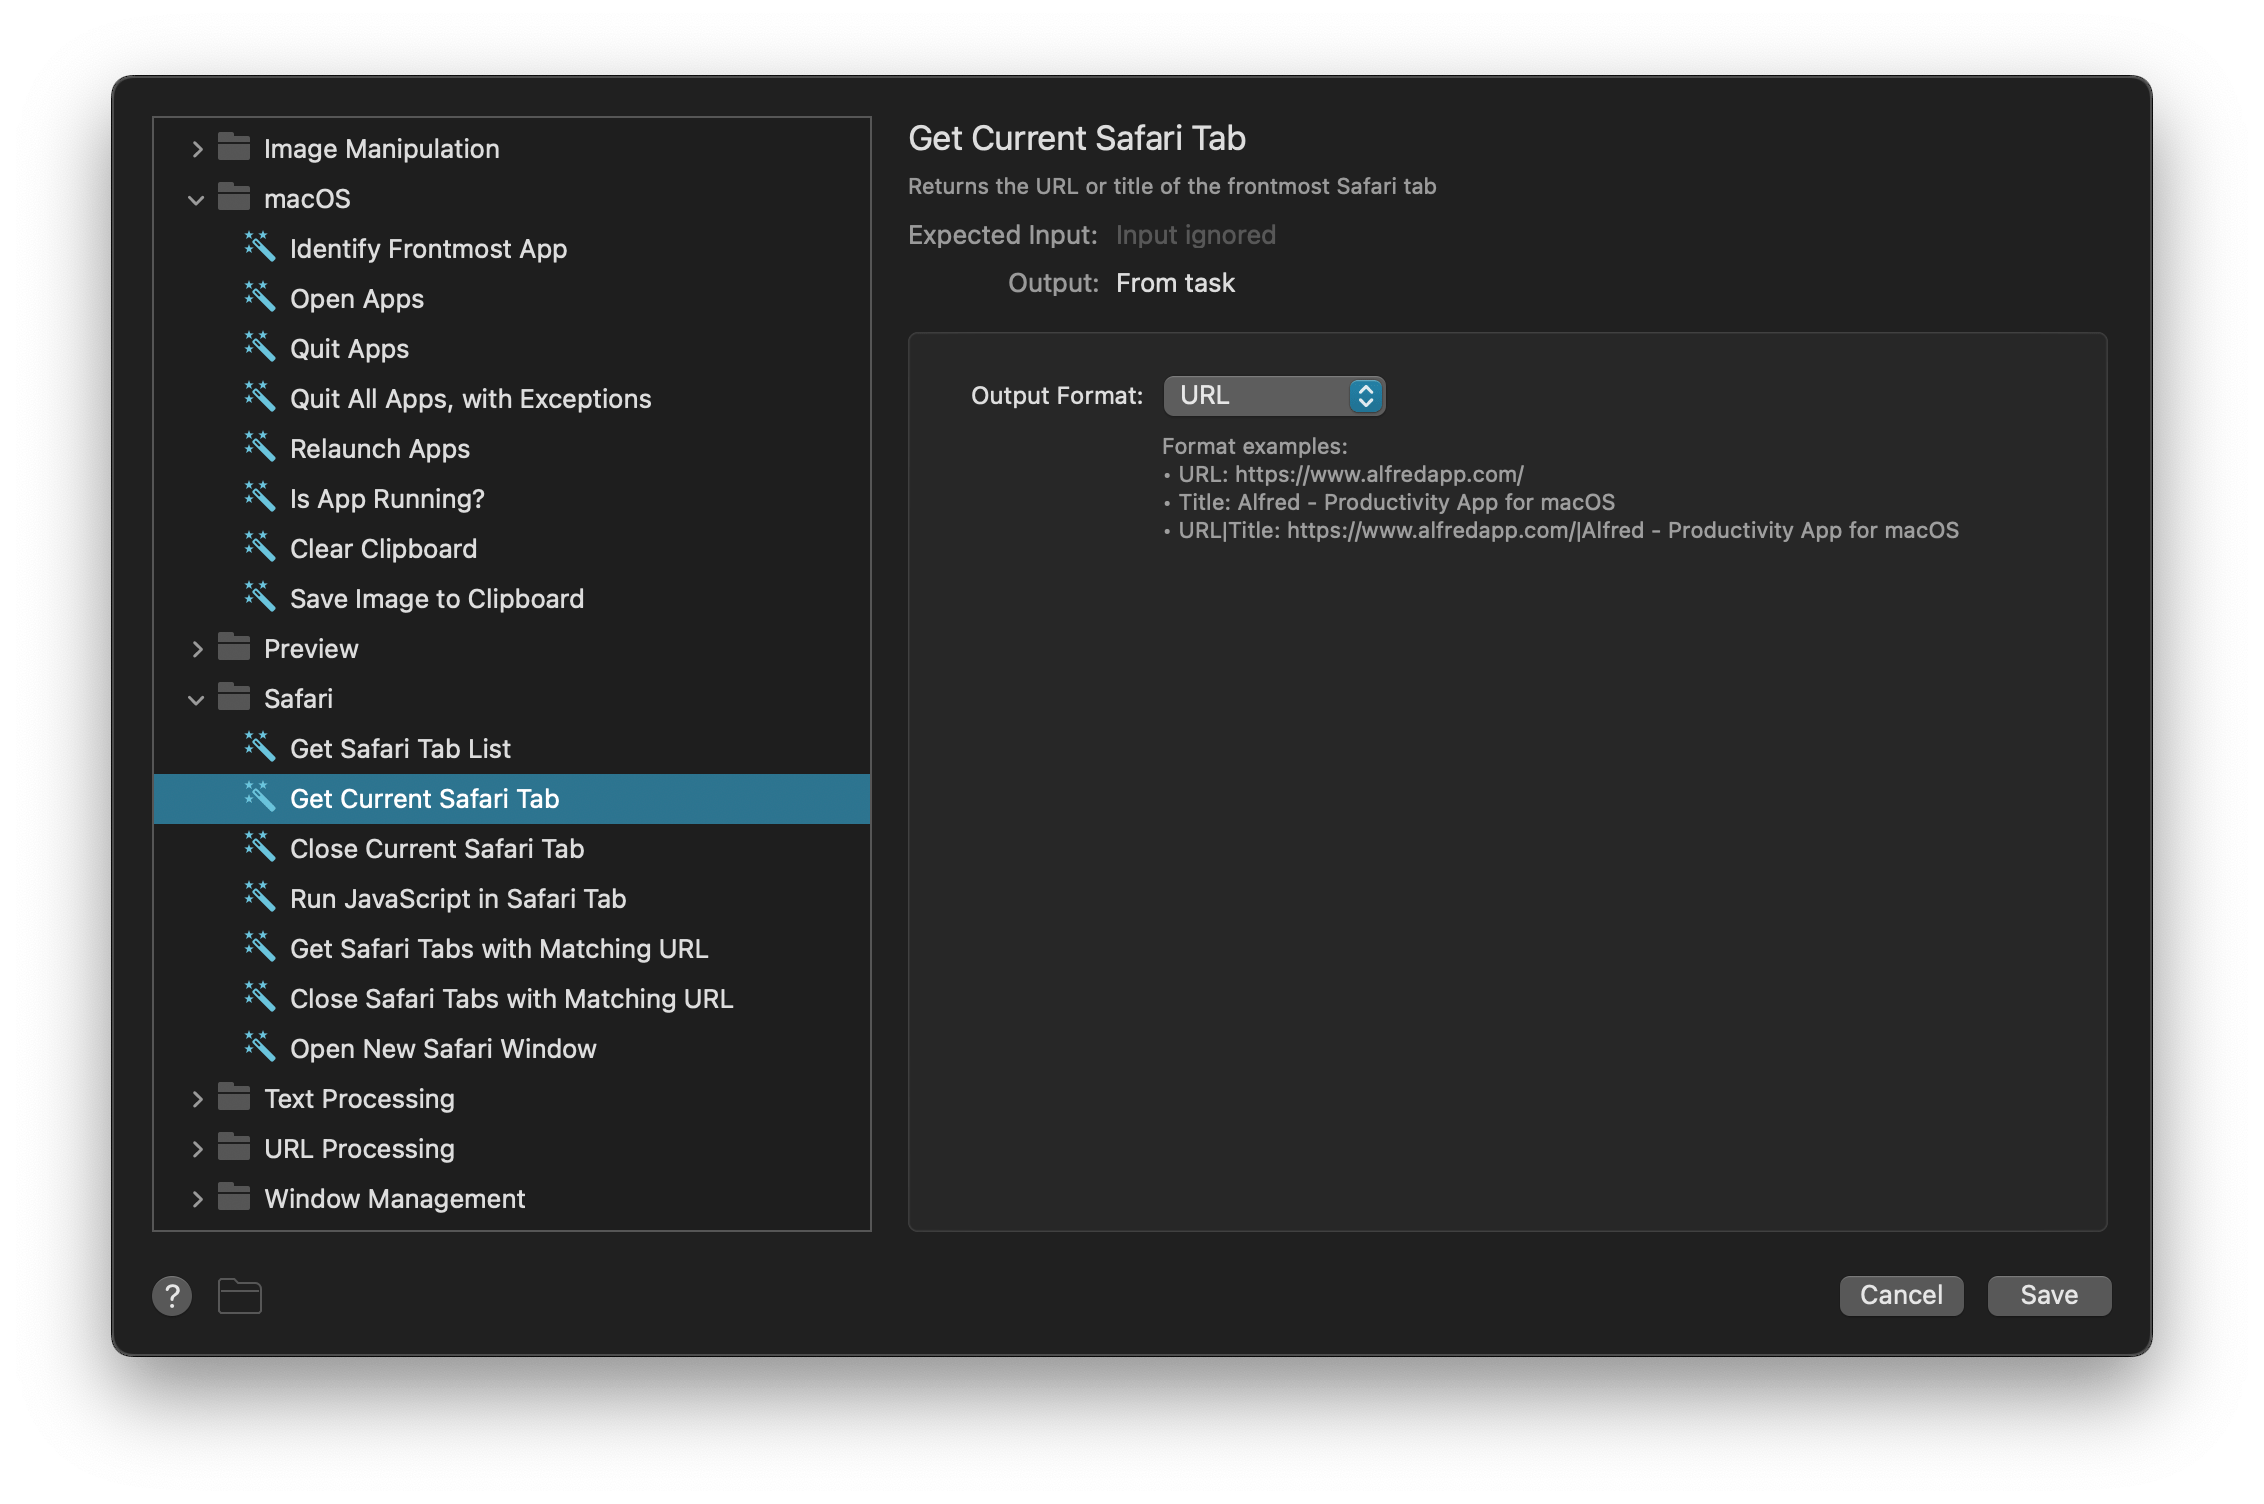 Image Manipulation
macOS
Identify Frontmost App
Open Apps
Quit Apps
Quit All Apps, with Exceptions
Relaunch Apps
Is App Running?
Clear Clipboard
Save Image to Clipboard
Preview
Safari
Get Safari Tab List
Get Current Safari Tab
Close Current Safari Tab
Run JavaScript in Safari Tab
Get Safari Tabs with Matching URL
Close Safari Tabs with Matching URL
Open New Safari Window
Text Processing
URL Processing
Window Management
Get Current Safari Tab
Returns the URL or title of the frontmost Safari tab
Expected Input: Input ignored
Output: From task
Output Format: URL
Format examples:
• URL: https://www.alfredapp.com/
• Title: Alfred - Productivity App for macOS
• URL|Title: https://www.alfredapp.com/|Alfred - Productivity App for macOS
?
Cancel
Save